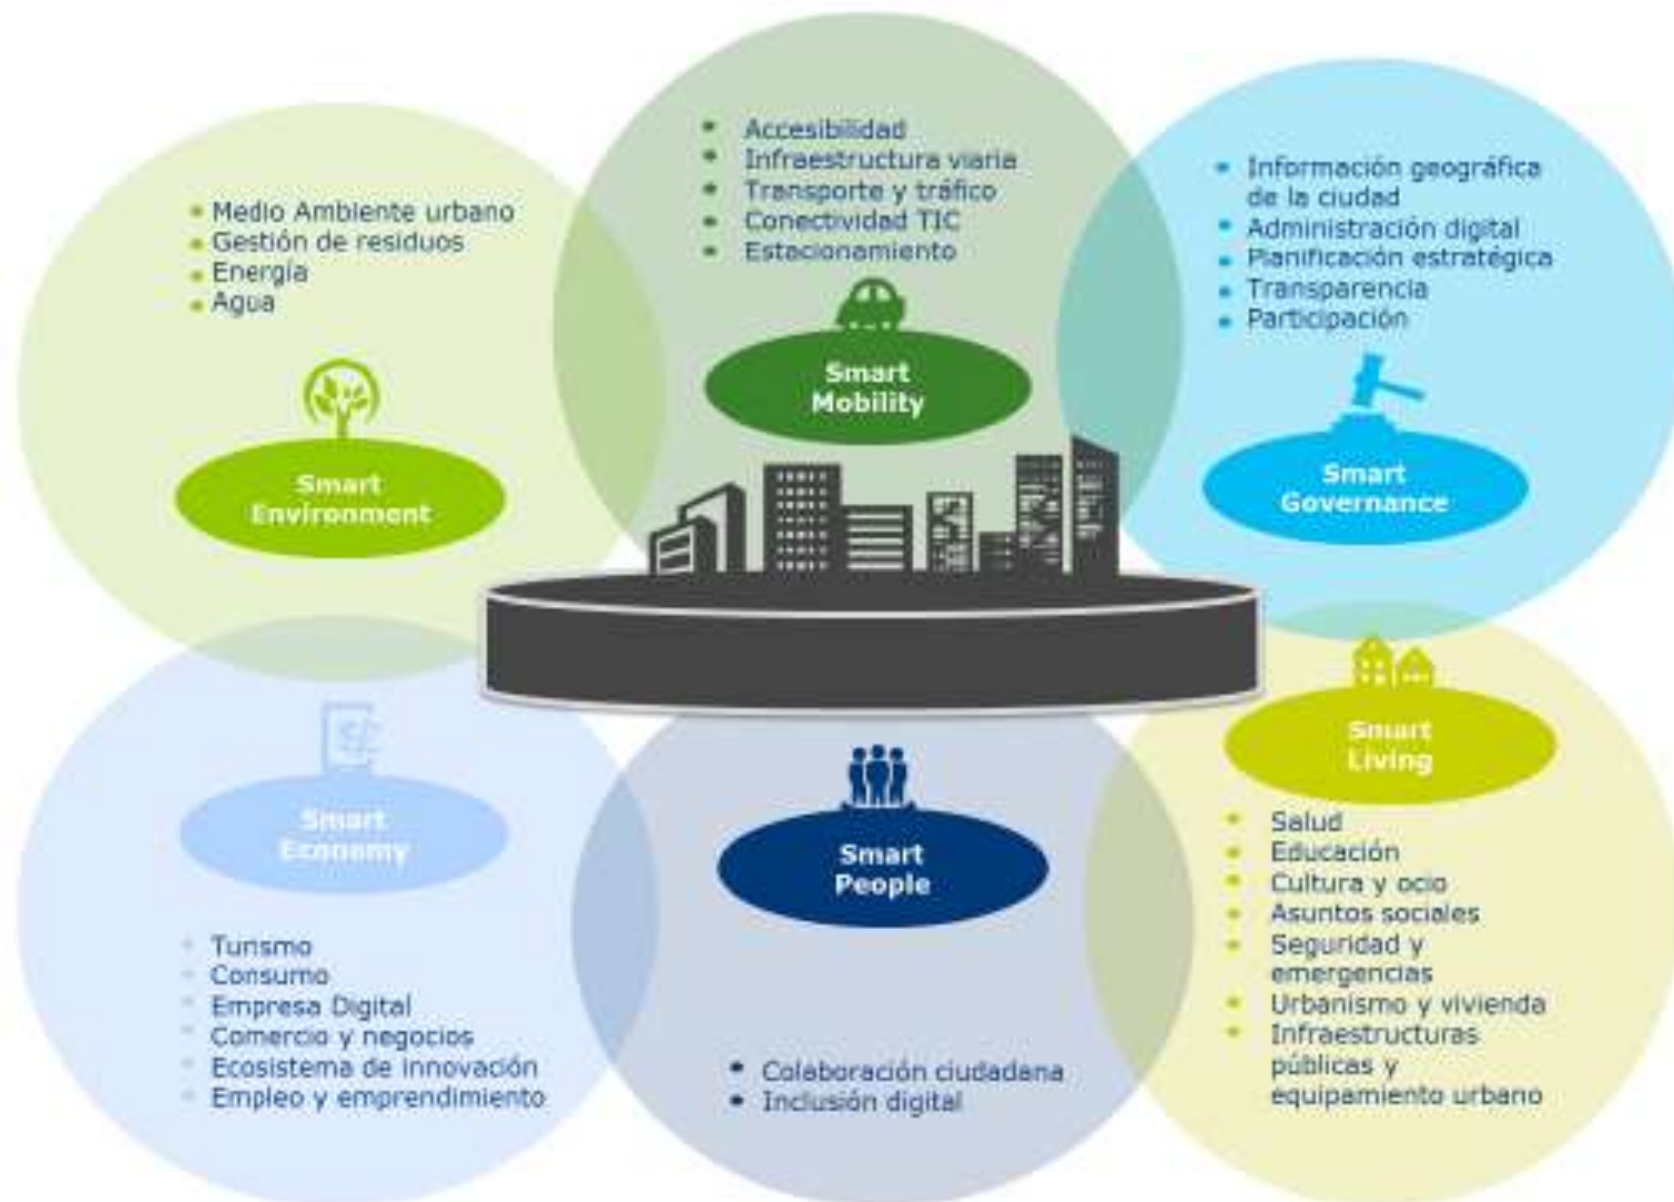 Medio Ambiente urbano
Gestión de residuos
Energía
Agua
Smart
Environment
Accesibilidad
Infraestructura viaria
Transporte y tráfico
Conectividad TIC
Estacionamiento
Smart
Mobility
Información geográfica
de la ciudad
Administración digital
Planificación estratégica
Transparencia
Participación
Smart
Governance
Smart
Economy
Turismo
Consumo
Empresa Digital
Comercio y negocios
Ecosistema de innovación
Empleo y emprendimiento
Smart
People
Colaboración ciudadana
Inclusión digital
Smart
Living
Salud
Educación
Cultura y ocio
Asuntos sociales
Seguridad y
emergencias
Urbanismo y vivienda
Infraestructuras
públicas y
equipamiento urbano